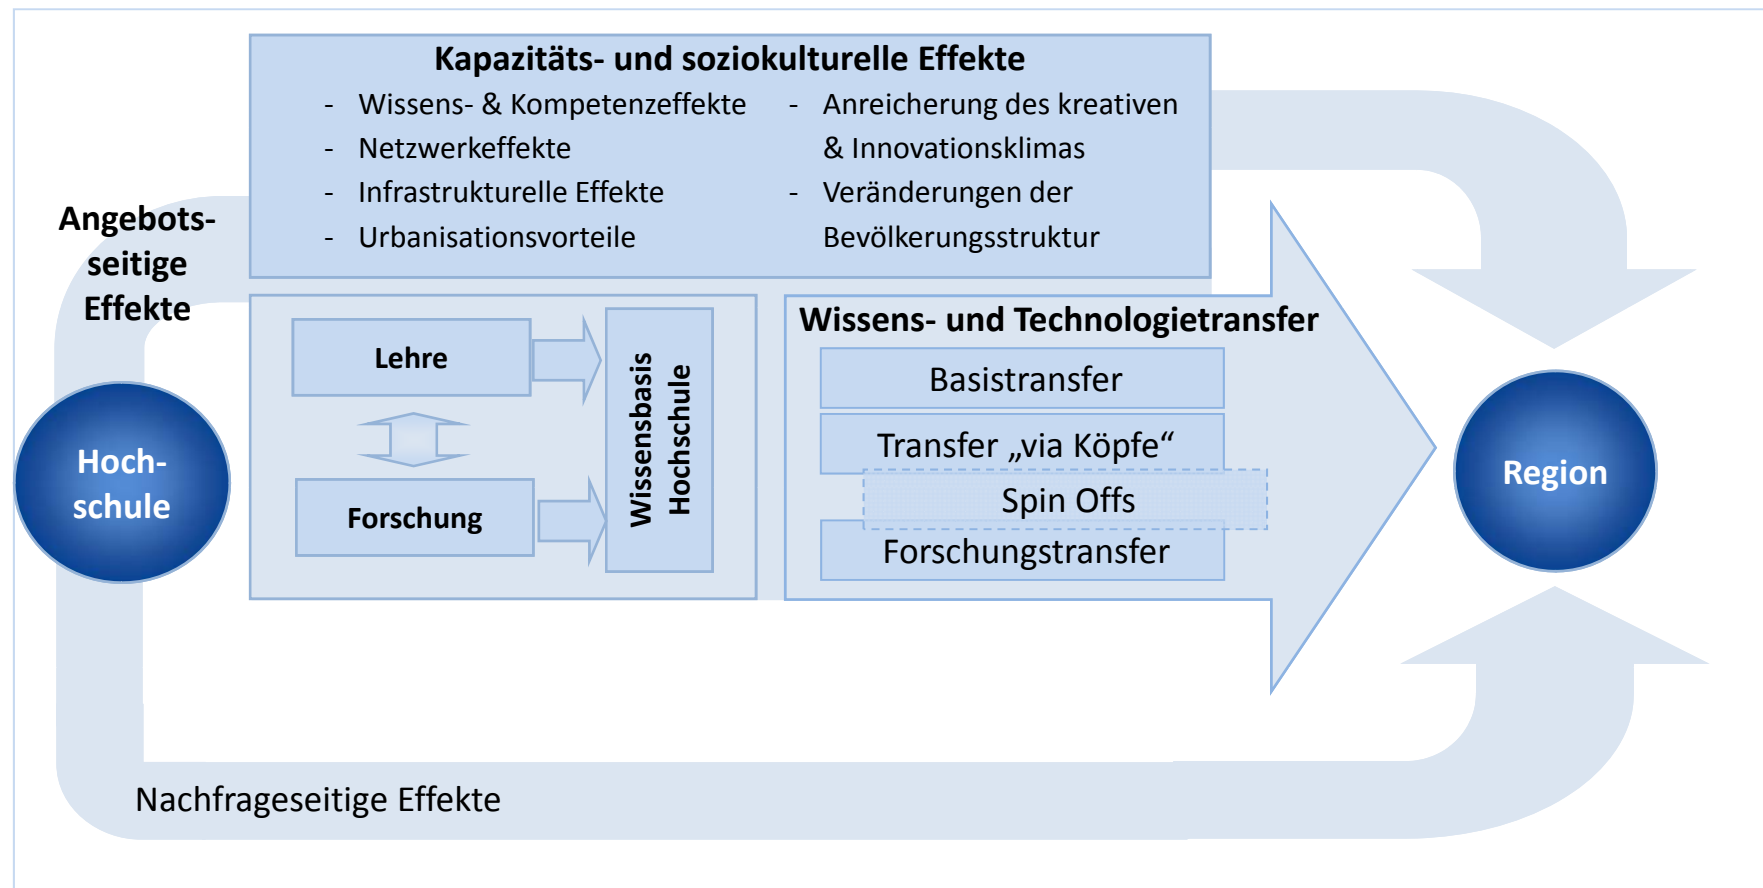 Kapazitäts- und soziokulturelle Effekte
- Wissens- & Kompetenzeffekte
- Netzwerkeffekte
- Infrastrukturelle Effekte
- Urbanisationsvorteile
- Anreicherung des kreativen
& Innovationsklimas
- Veränderungen der
Bevölkerungsstruktur
Angebots-
seitige
Effekte
Hoch-
schule
Lehre
Forschung
Wissensbasis
Hochschule
Wissens- und Technologietransfer
Basistransfer
Transfer „via Köpfe“
Spin Offs
Forschungstransfer
Region
Nachfrageseitige Effekte